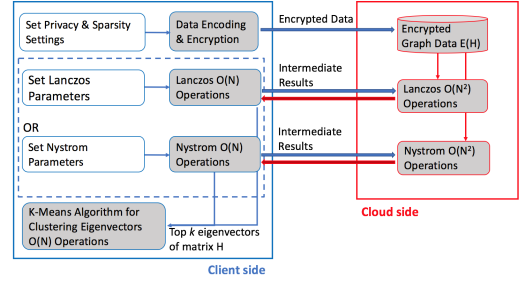 Set Privacy & Sparsity
Settings
Data Encoding
& Encryption
Encrypted Data
Encrypted
Graph Data E(H)
Set Lanczos
Parameters
Lanczos O(N)
Operations
Intermediate
Results
Lanczos O(N²)
Operations
OR
Set Nystrom
Parameters
Nystrom O(N)
Operations
Intermediate
Results
Nystrom O(N²)
Operations
K-Means Algorithm for
Clustering Eigenvectors
O(N) Operations
Top k eigenvectors
of matrix H
Cloud side
Client side